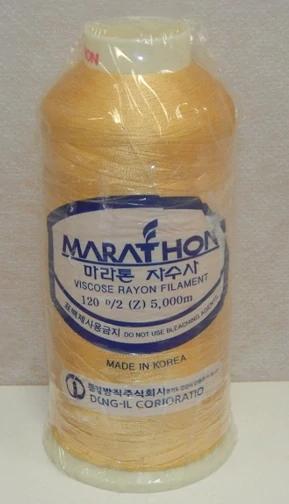 ON
MARATHON
마라톤 자수사
VISCOSE RAYON FILAMENT
120 D/2 (Z) 5,000m
표백제사용금지 DO NOT USE BLEACHING AGENTS
MADE IN KOREA
동일방직주식회사
DONG-IL CORIORATIO